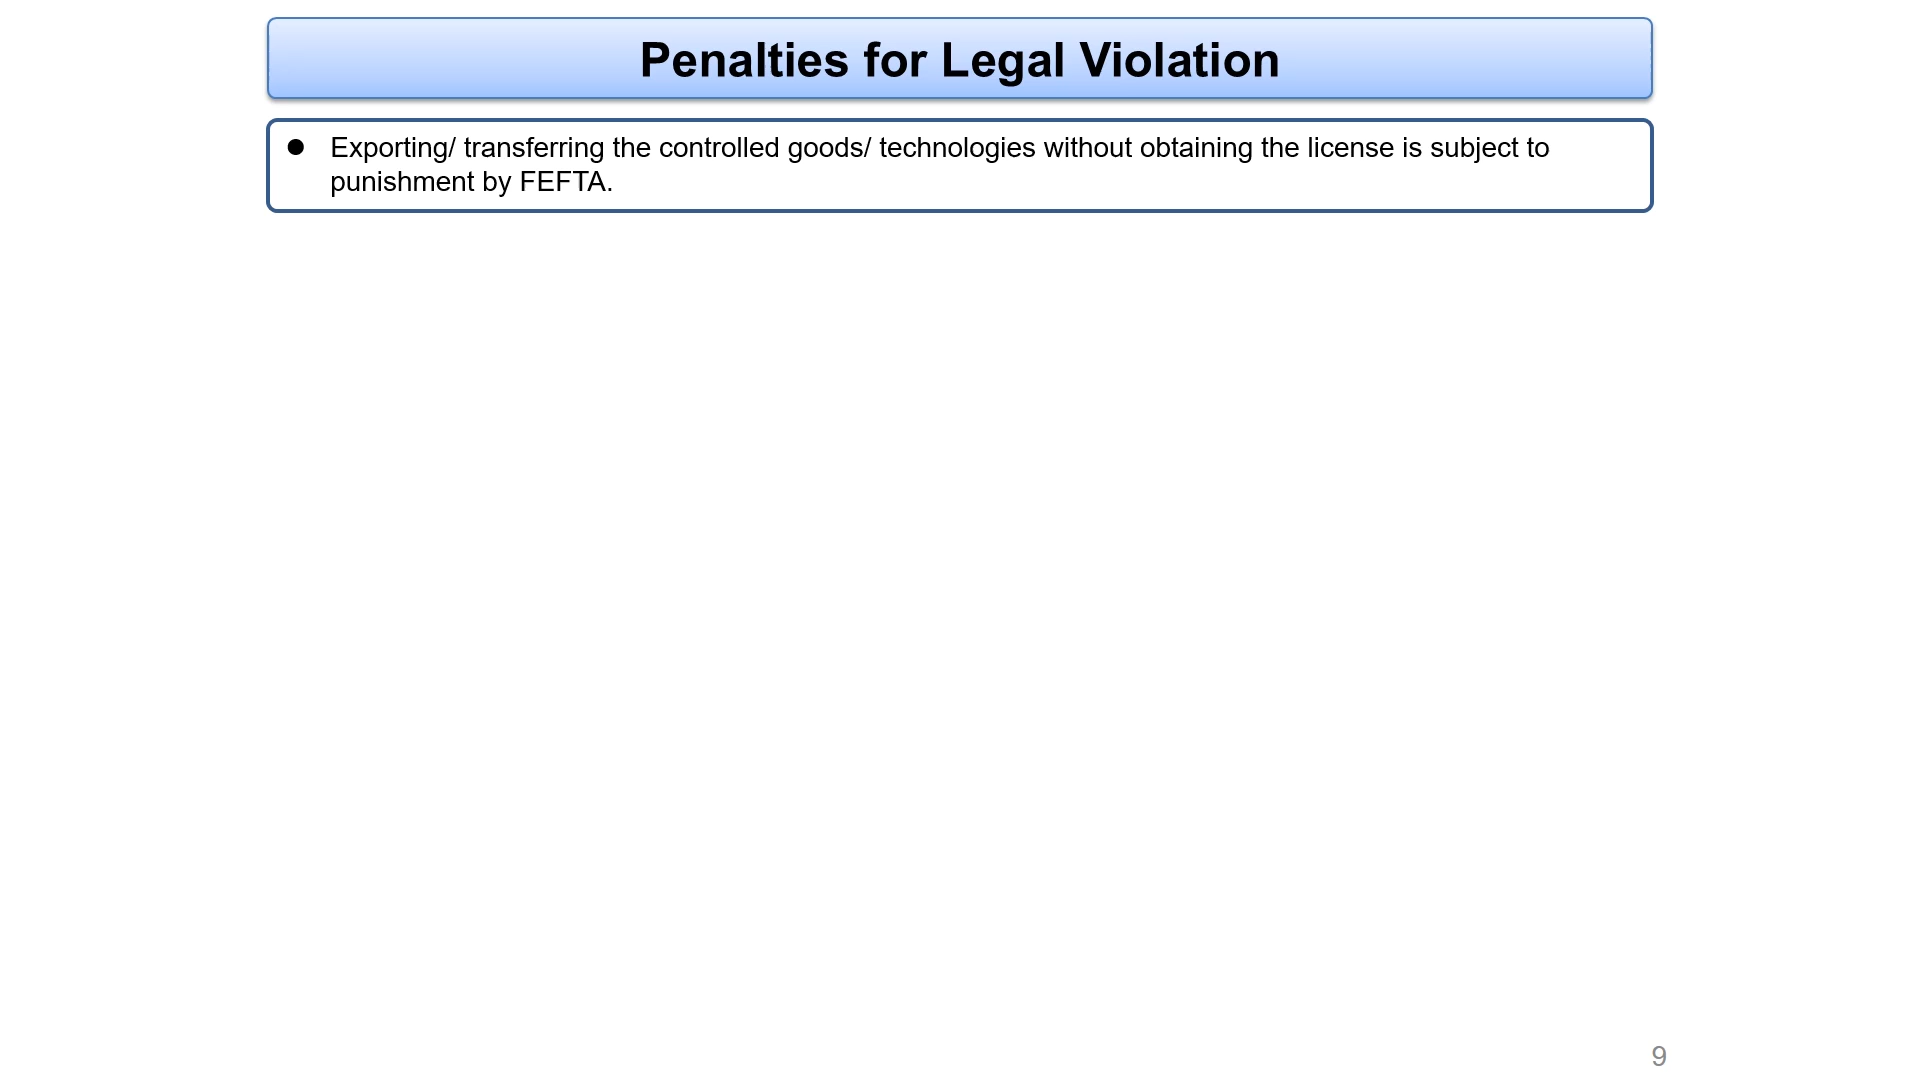 Penalties for Legal Violation
● Exporting/ transferring the controlled goods/ technologies without obtaining the license is subject to
punishment by FEFTA.
9